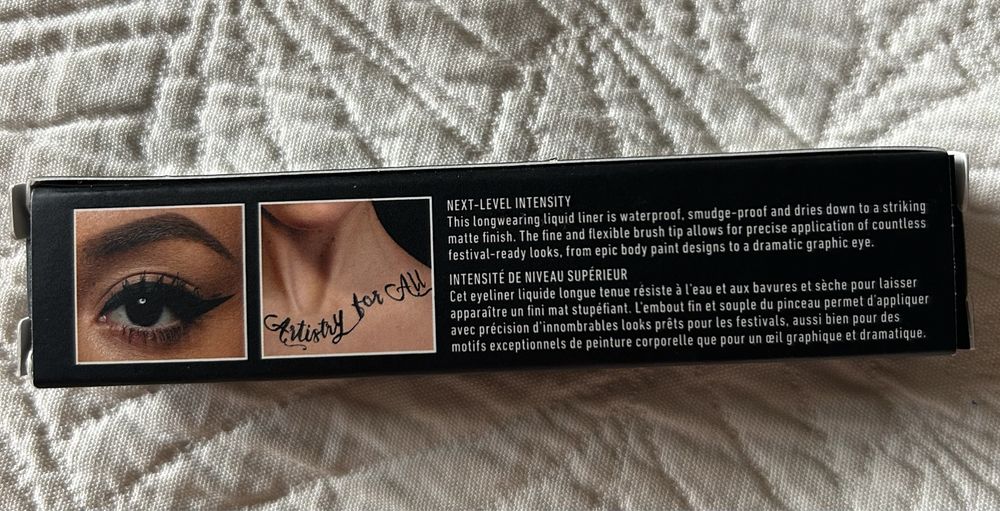 Artistry for All
NEXT-LEVEL INTENSITY
This longwearing liquid liner is waterproof, smudge-proof and dries down to a striking
matte finish. The fine and flexible brush tip allows for precise application of countless
festival-ready looks, from epic body paint designs to a dramatic graphic eye.
INTENSITÉ DE NIVEAU SUPÉRIEUR
Cet eyeliner liquide longue tenue résiste à l'eau et aux bavures et sèche pour laisser
apparaître un fini mat stupéfiant. L'embout fin et souple du pinceau permet d'appliquer
avec précision d'innombrables looks prêts pour les festivals, aussi bien pour des
motifs exceptionnels de peinture corporelle que pour un œil graphique et dramatique.